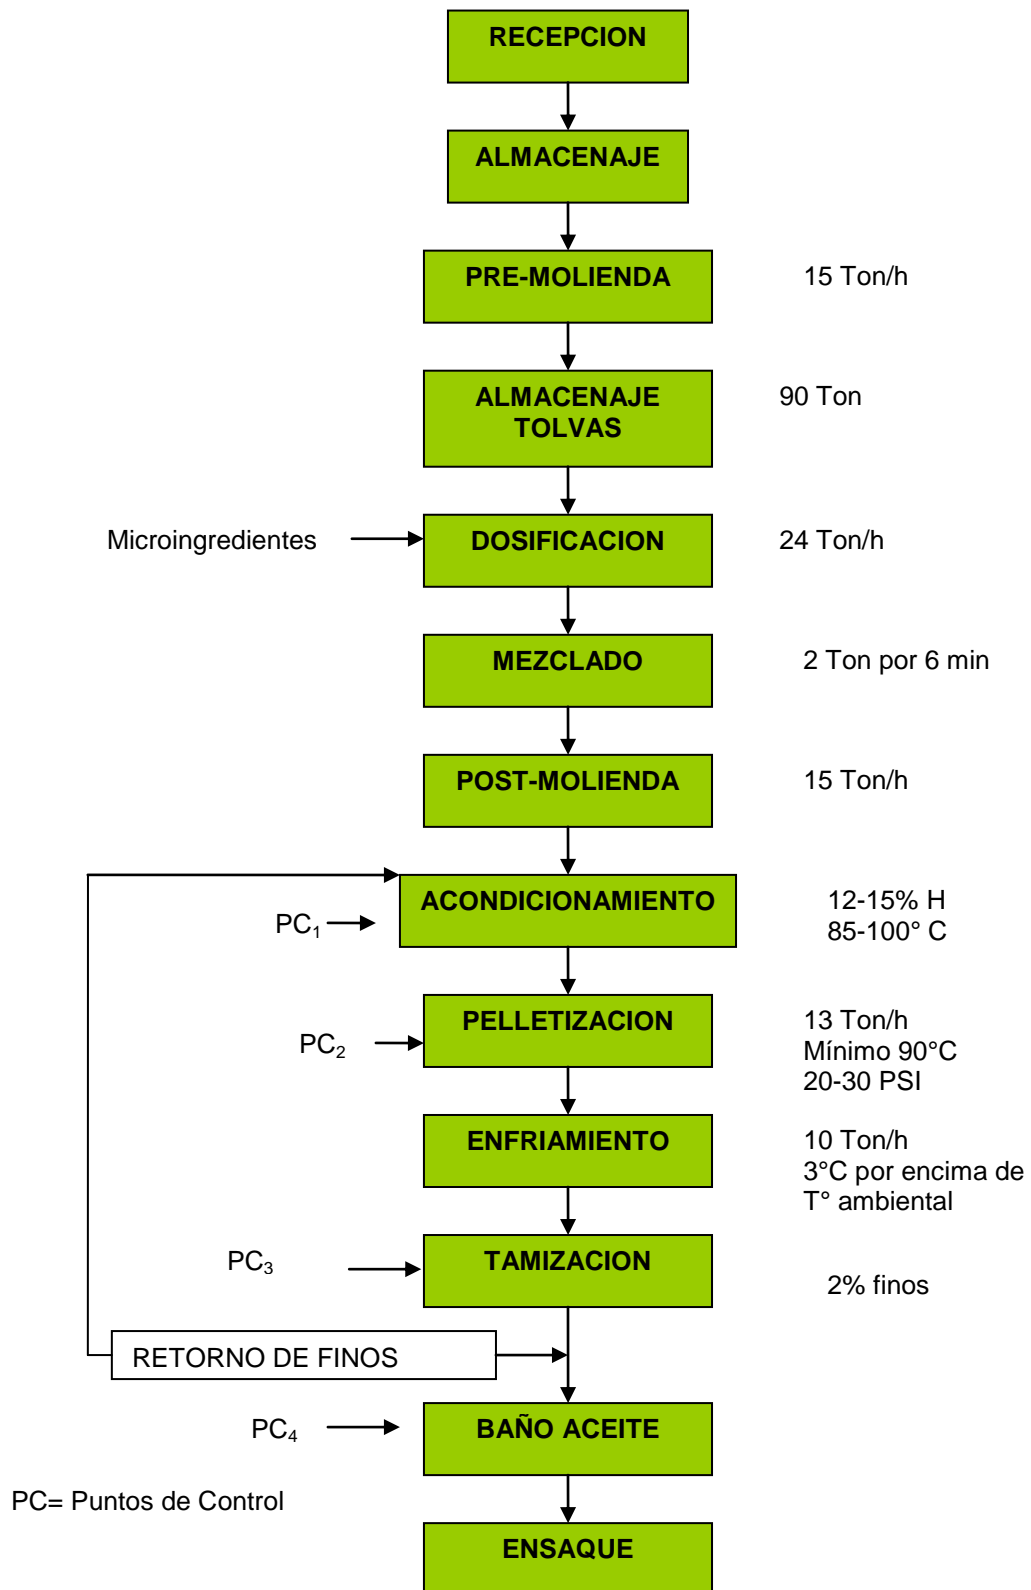 RECEPCION
ALMACENAJE
PRE-MOLIENDA
15 Ton/h
ALMACENAJE
TOLVAS
90 Ton
Microingredientes
DOSIFICACION
24 Ton/h
MEZCLADO
2 Ton por 6 min
POST-MOLIENDA
15 Ton/h
PC₁
ACONDICIONAMIENTO
12-15% H
85-100° C
PC₂
PELLETIZACION
13 Ton/h
Mínimo 90°C
20-30 PSI
ENFRIAMIENTO
10 Ton/h
3°C por encima de
T° ambiental
PC₃
TAMIZACION
2% finos
RETORNO DE FINOS
PC₄
BAÑO ACEITE
PC= Puntos de Control
ENSAQUE